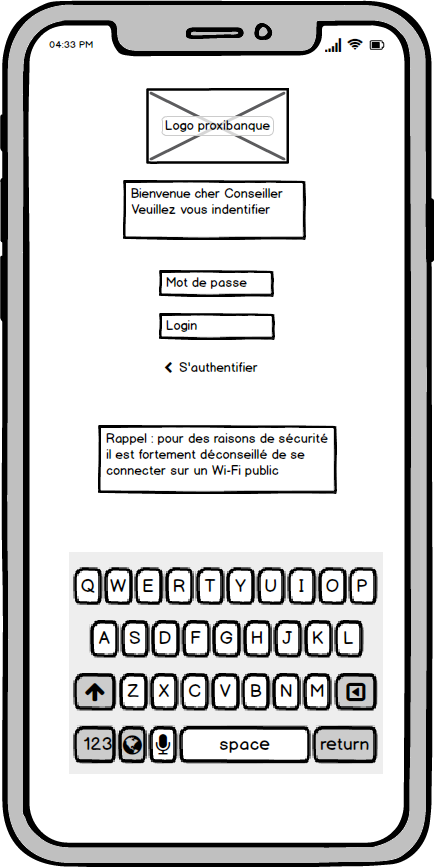 04:33 PM
Logo proxibanque
Bienvenue cher Conseiller
Veuillez vous indentifier
Mot de passe
Login
S'authentifier
Rappel : pour des raisons de sécurité
il est fortement déconseillé de se
connecter sur un Wi-Fi public
Q W E R T Y U I O P
A S D F G H J K L
Z X C V B N M
123 space return